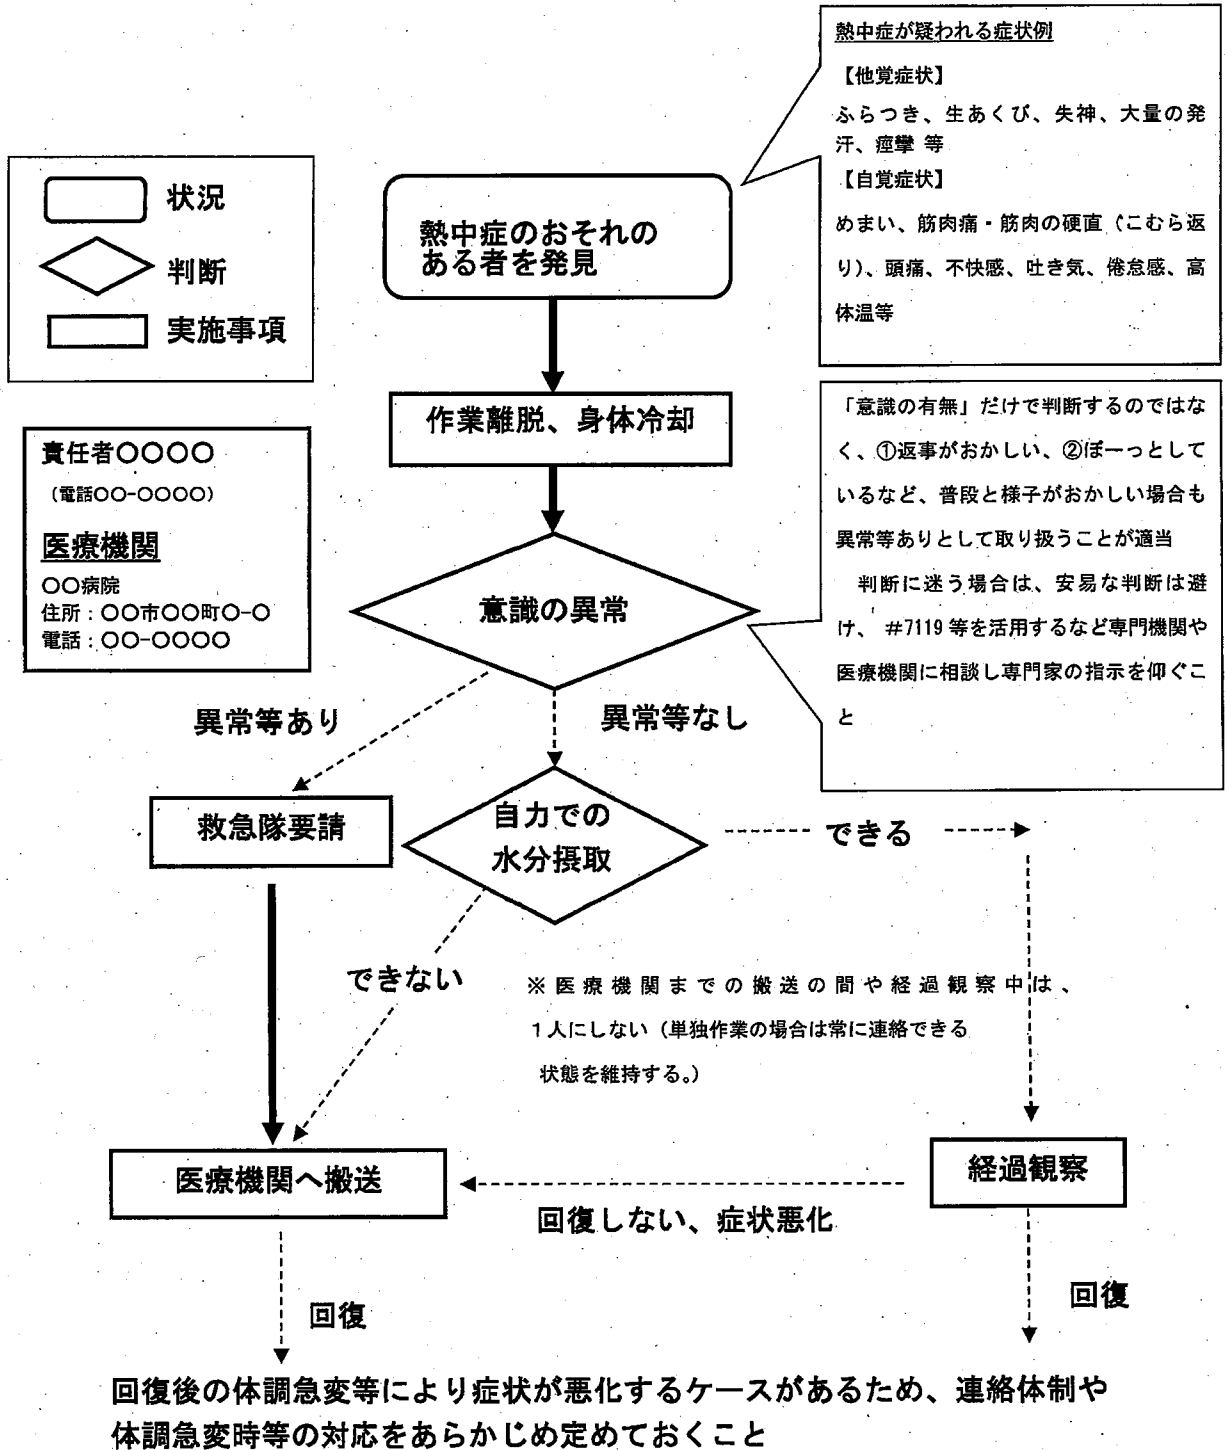 熱中症が疑われる症状例
【他覚症状】
ふらつき、生あくび、失神、大量の発
汗、痙攣 等
【自覚症状】
めまい、筋肉痛・筋肉の硬直（こむら返
り）、頭痛、不快感、吐き気、倦怠感、高
体温等
状況
判断
実施事項
熱中症のおそれの
ある者を発見
作業離脱、身体冷却
責任者〇〇〇〇
（電話〇〇-〇〇〇〇）
医療機関
〇〇病院
住所：〇〇市〇〇町〇-〇
電話：〇〇-〇〇〇〇
「意識の有無」だけで判断するのではな
く、①返事がおかしい、②ぼーっとして
いるなど、普段と様子がおかしい場合も
異常等ありとして取り扱うことが適当
判断に迷う場合は、安易な判断は避
け、 #7119 等を活用するなど専門機関や
医療機関に相談し専門家の指示を仰ぐこ
と
意識の異常
異常等あり
異常等なし
救急隊要請
自力での
水分摂取
できる
できない
※医療機関までの搬送の間や経過観察中は、
１人にしない（単独作業の場合は常に連絡できる
状態を維持する。）
医療機関へ搬送
経過観察
回復しない、症状悪化
回復
回復
回復後の体調急変等により症状が悪化するケースがあるため、連絡体制や
体調急変時等の対応をあらかじめ定めておくこと